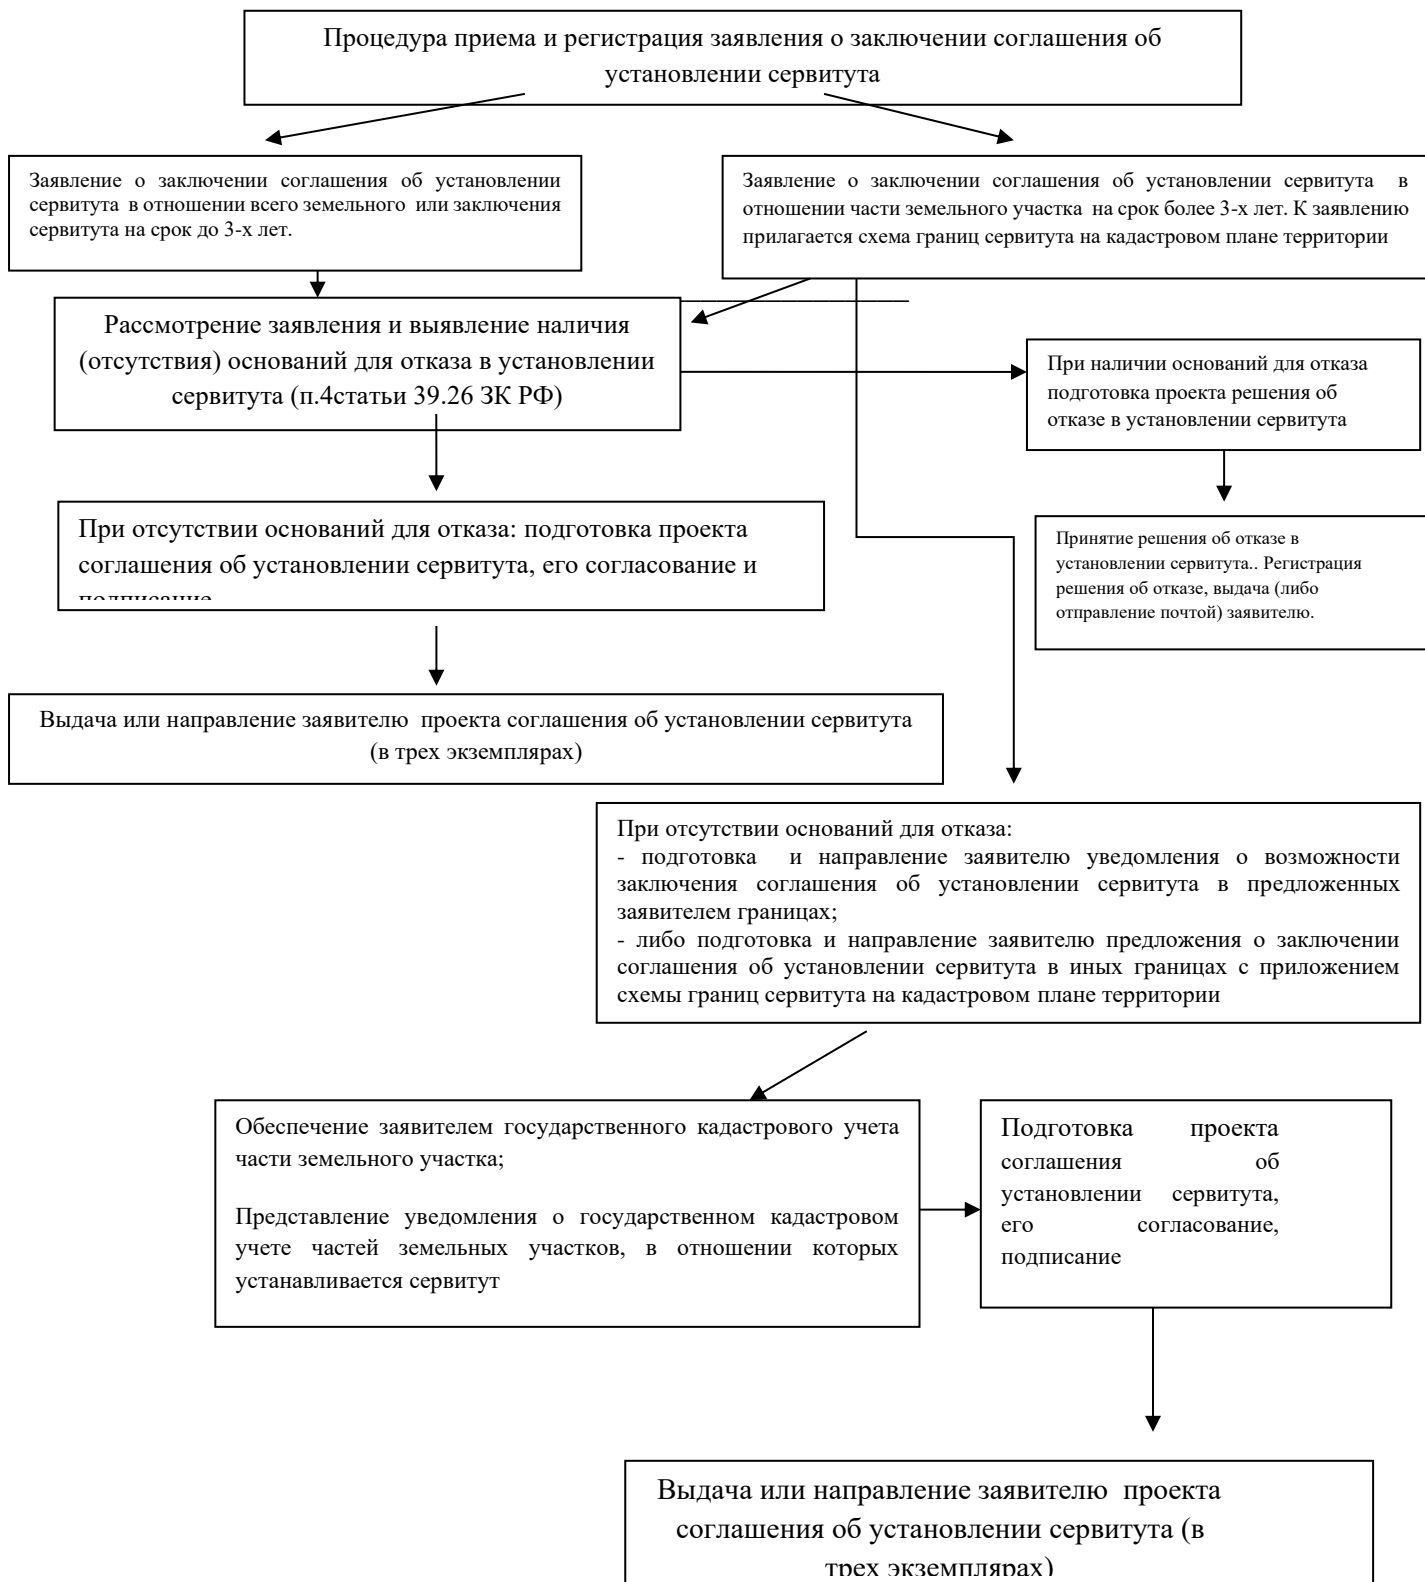 Процедура приема и регистрация заявления о заключении соглашения об
установлении сервитута
Заявление о заключении соглашения об установлении
сервитута в отношении всего земельного или заключения
сервитута на срок до 3-х лет.
Заявление о заключении соглашения об установлении сервитута в
отношении части земельного участка на срок более 3-х лет. К заявлению
прилагается схема границ сервитута на кадастровом плане территории
Рассмотрение заявления и выявление наличия
(отсутствия) оснований для отказа в установлении
сервитута (п.4статьи 39.26 ЗК РФ)
При наличии оснований для отказа
подготовка проекта решения об
отказе в установлении сервитута
При отсутствии оснований для отказа: подготовка проекта
соглашения об установлении сервитута, его согласование и
подписание
Принятие решения об отказе в
установлении сервитута.. Регистрация
решения об отказе, выдача (либо
отправление почтой) заявителю.
Выдача или направление заявителю проекта соглашения об установлении сервитута
(в трех экземплярах)
При отсутствии оснований для отказа:
- подготовка и направление заявителю уведомления о возможности
заключения соглашения об установлении сервитута в предложенных
заявителем границах;
- либо подготовка и направление заявителю предложения о заключении
соглашения об установлении сервитута в иных границах с приложением
схемы границ сервитута на кадастровом плане территории
Обеспечение заявителем государственного кадастрового учета
части земельного участка;
Представление уведомления о государственном кадастровом
учете частей земельных участков, в отношении которых
устанавливается сервитут
Подготовка проекта
соглашения об
установлении сервитута,
его согласование,
подписание
Выдача или направление заявителю проекта
соглашения об установлении сервитута (в
трех экземплярах)